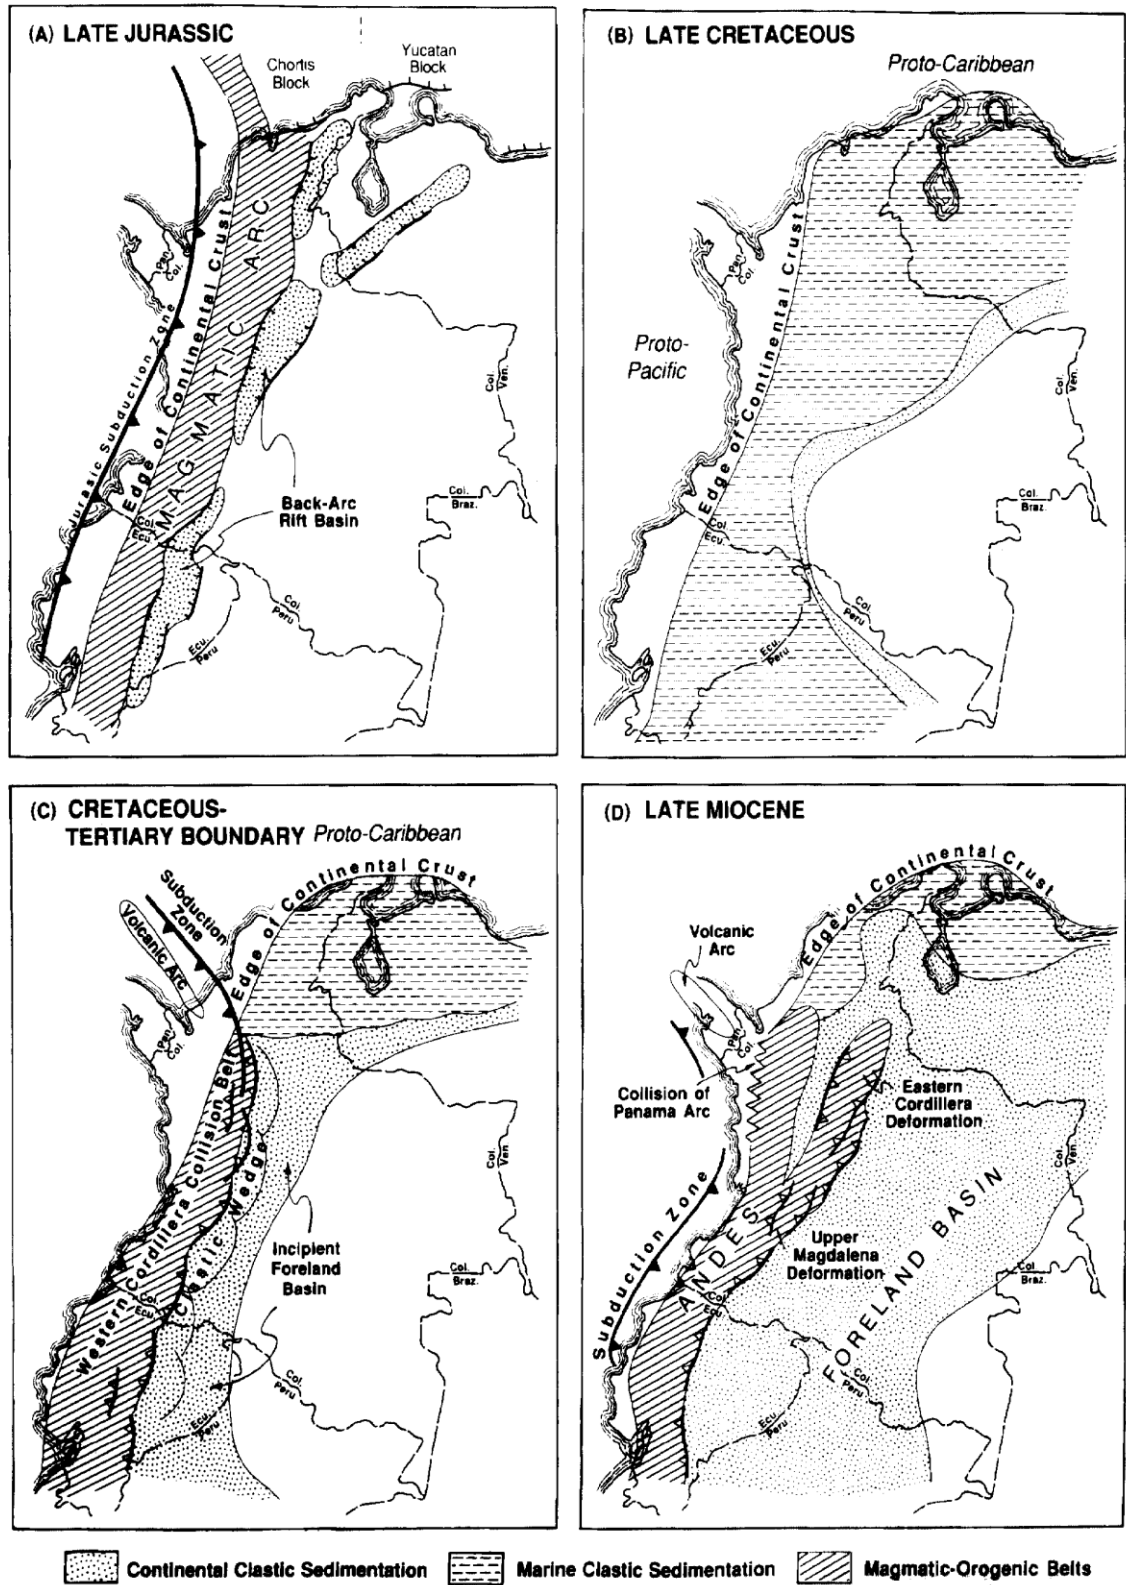 (A) LATE JURASSIC
Chortis
Block
Yucatan
Block
Edge of Continental Crust
MAGMATIC ARC
Jurassic Subduction Zone
Pan.
Col.
Col.
Ven.
Back-Arc
Rift Basin
Col.
Braz.
Col.
Ecu.
Col.
Peru
Ecu.
Peru
(B) LATE CRETACEOUS
Proto-Caribbean
Edge of Continental Crust
Pan.
Col.
Proto-
Pacific
Col.
Ven.
Col.
Braz.
Col.
Ecu.
Col.
Peru
Ecu.
Peru
(C) CRETACEOUS-
TERTIARY BOUNDARY Proto-Caribbean
Subduction
Zone
Volcanic Arc
Edge of Continental Crust
Pan.
Col.
Western Cordillera Collision Belt
Clastic Wedge
Col.
Ven.
Incipient
Foreland
Basin
Col.
Braz.
Col.
Ecu.
Col.
Peru
Ecu.
Peru
(D) LATE MIOCENE
Edge of Continental Crust
Volcanic
Arc
Pan.
Col.
Collision of
Panama Arc
Eastern
Cordillera
Deformation
Col.
Ven.
Subduction Zone
ANDES
Upper
Magdalena
Deformation
FORELAND BASIN
Col.
Braz.
Col.
Ecu.
Col.
Peru
Ecu.
Peru
Continental Clastic Sedimentation
Marine Clastic Sedimentation
Magmatic-Orogenic Belts